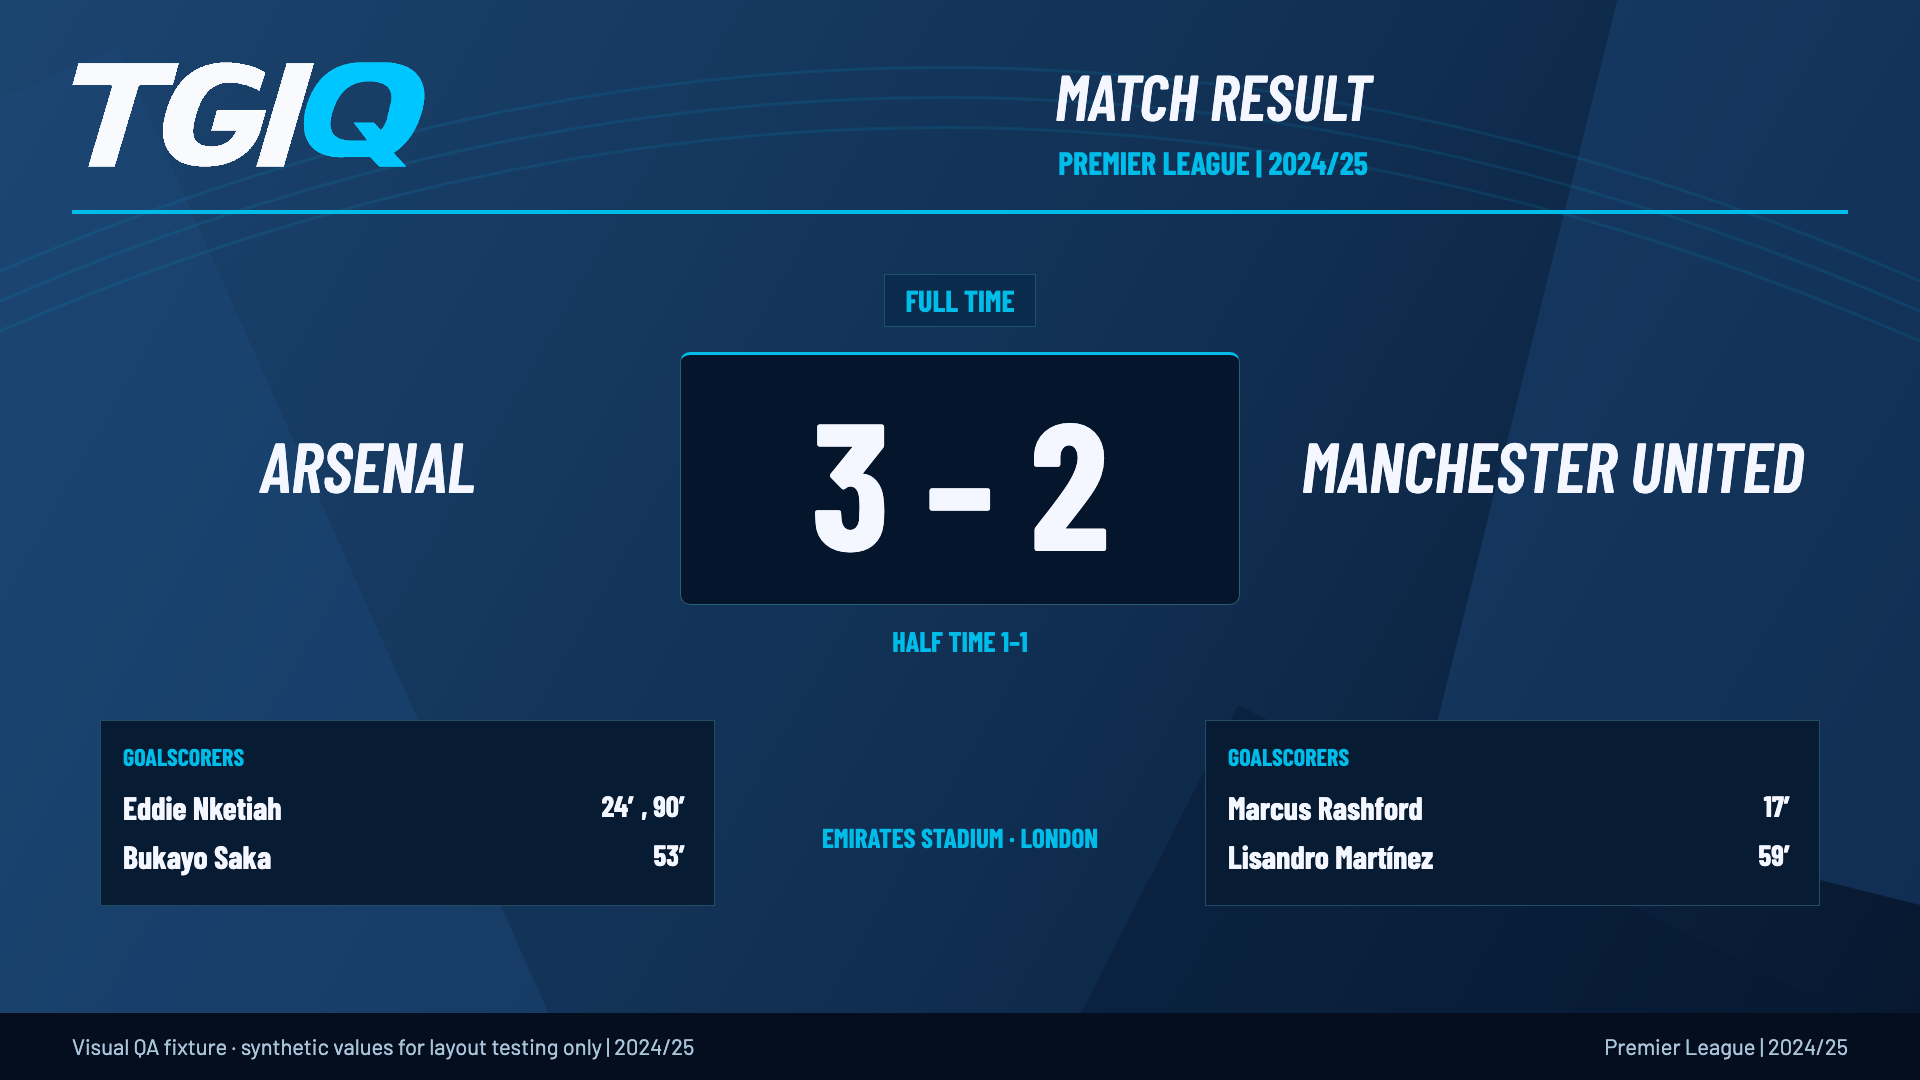 TGIQ
MATCH RESULT
PREMIER LEAGUE | 2024/25
FULL TIME
ARSENAL
3 – 2
MANCHESTER UNITED
HALF TIME 1–1
GOALSCORERS
Eddie Nketiah 24′ , 90′
Bukayo Saka 53′
EMIRATES STADIUM · LONDON
GOALSCORERS
Marcus Rashford 17′
Lisandro Martínez 59′
Visual QA fixture · synthetic values for layout testing only | 2024/25
Premier League | 2024/25